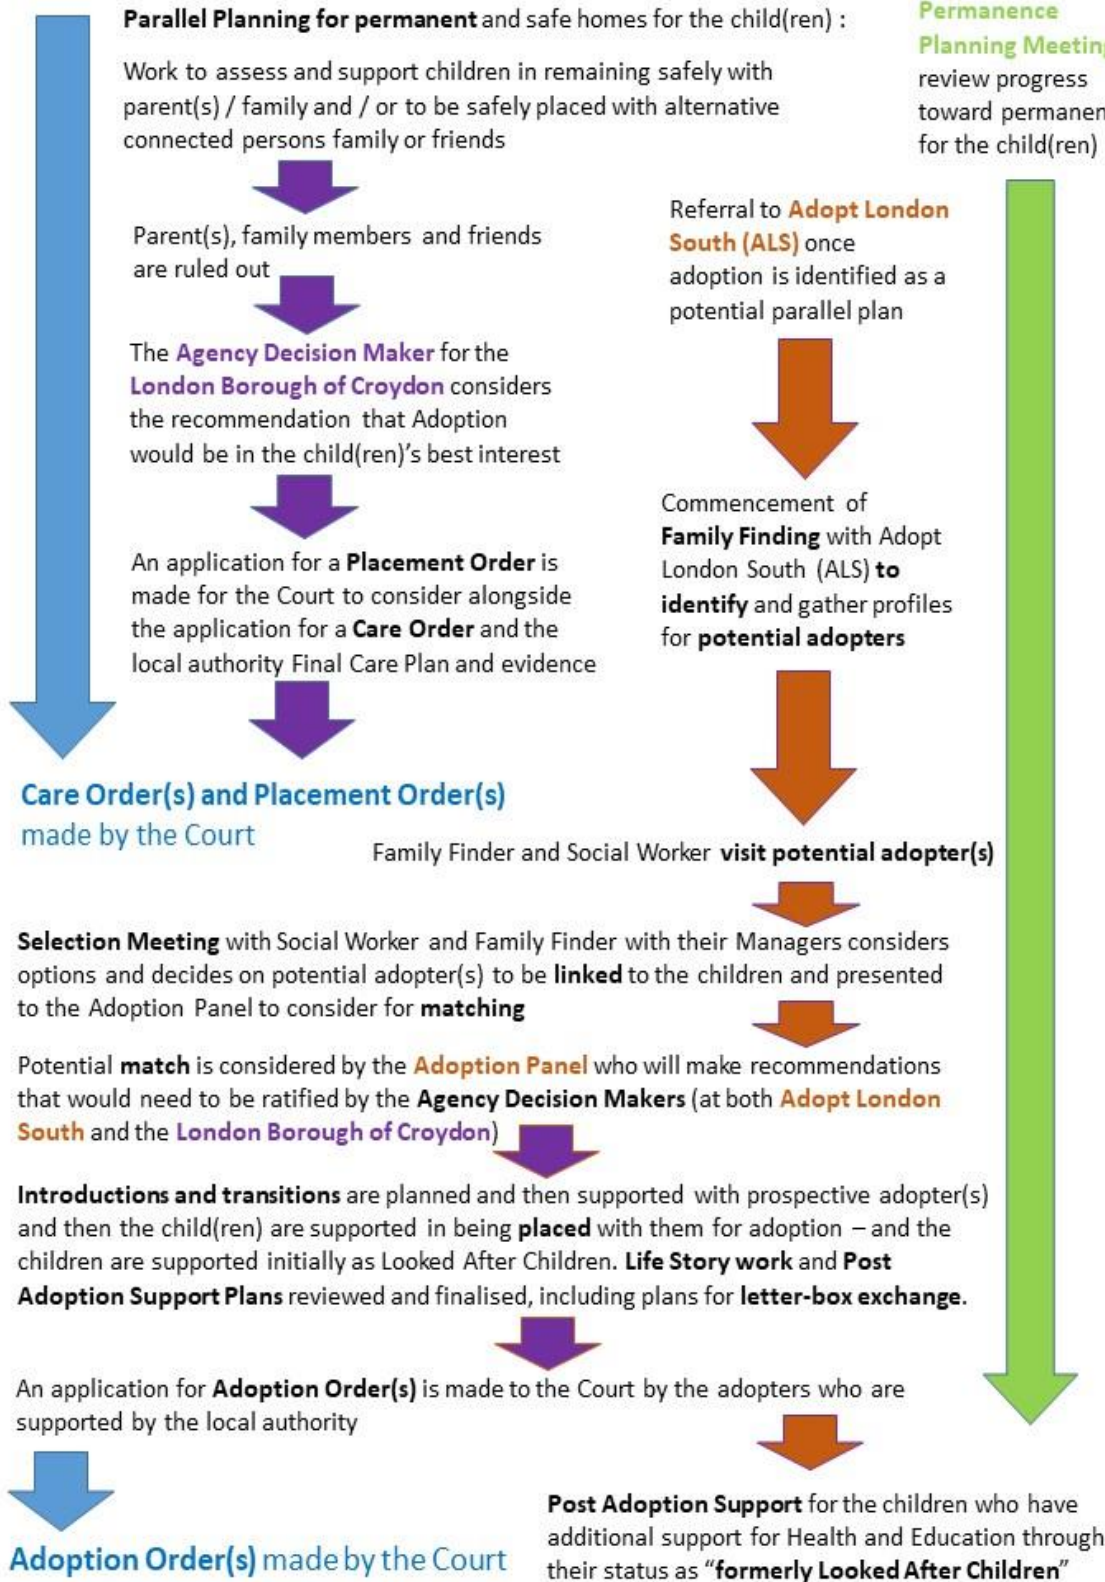 Parallel Planning for permanent and safe homes for the child(ren) :
Work to assess and support children in remaining safely with
parent(s) / family and / or to be safely placed with alternative
connected persons family or friends
Permanence
Planning Meeting
review progress
toward permanen
for the child(ren)
Parent(s), family members and friends
are ruled out
The Agency Decision Maker for the
London Borough of Croydon considers
the recommendation that Adoption
would be in the child(ren)'s best interest
An application for a Placement Order is
made for the Court to consider alongside
the application for a Care Order and the
local authority Final Care Plan and evidence
Care Order(s) and Placement Order(s)
made by the Court
Referral to Adopt London
South (ALS) once
adoption is identified as a
potential parallel plan
Commencement of
Family Finding with Adopt
London South (ALS) to
identify and gather profiles
for potential adopters
Family Finder and Social Worker visit potential adopter(s)
Selection Meeting with Social Worker and Family Finder with their Managers considers
options and decides on potential adopter(s) to be linked to the children and presented
to the Adoption Panel to consider for matching
Potential match is considered by the Adoption Panel who will make recommendations
that would need to be ratified by the Agency Decision Makers (at both Adopt London
South and the London Borough of Croydon)
Introductions and transitions are planned and then supported with prospective adopter(s)
and then the child(ren) are supported in being placed with them for adoption – and the
children are supported initially as Looked After Children. Life Story work and Post
Adoption Support Plans reviewed and finalised, including plans for letter-box exchange.
An application for Adoption Order(s) is made to the Court by the adopters who are
supported by the local authority
Adoption Order(s) made by the Court
Post Adoption Support for the children who have
additional support for Health and Education through
their status as “formerly Looked After Children”